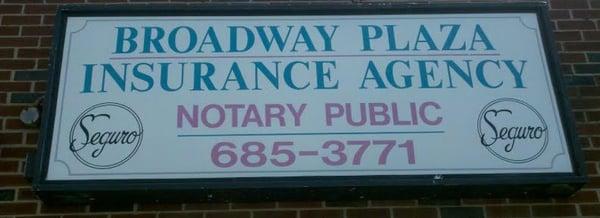 BROADWAY PLAZA
INSURANCE AGENCY
NOTARY PUBLIC
Seguro
Seguro
685-3771